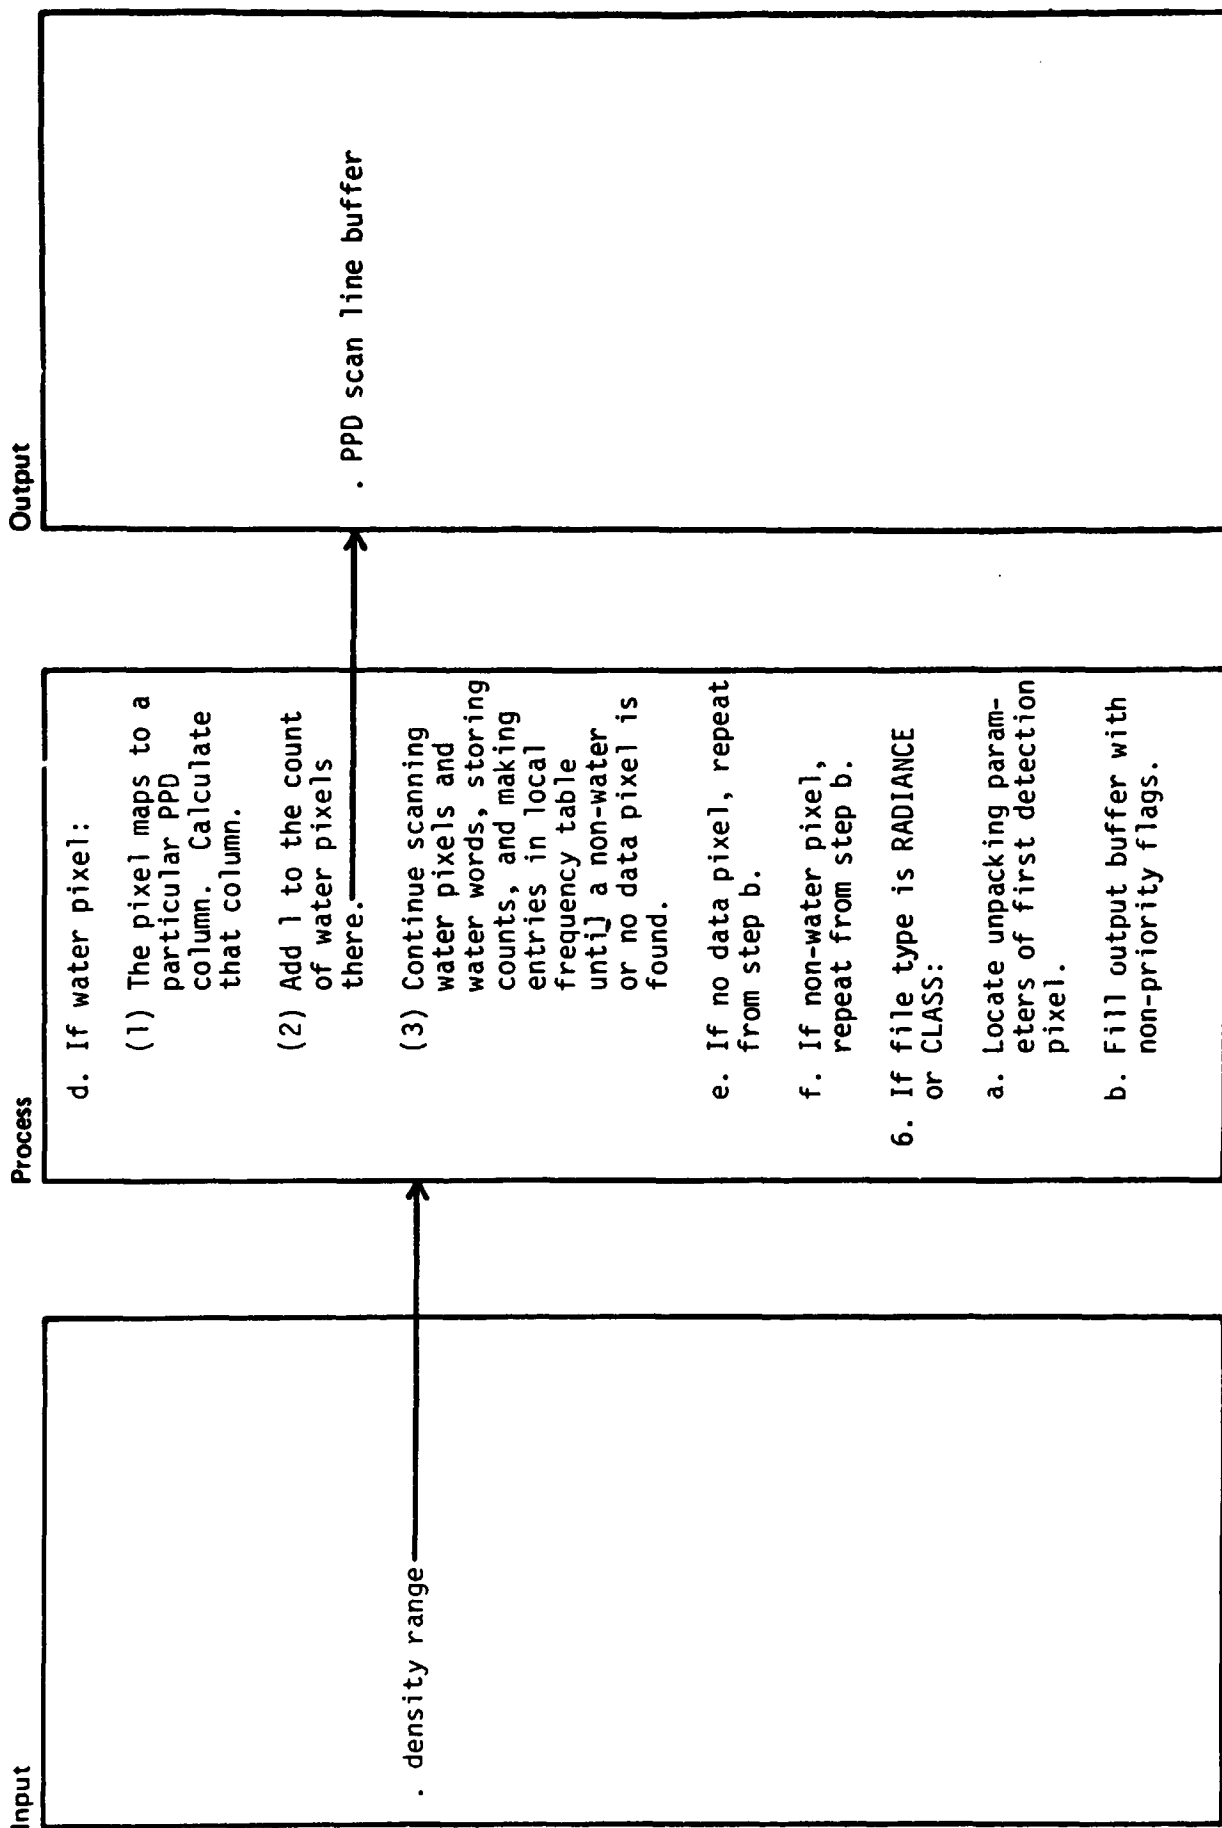 Input
. density range
Process
d. If water pixel:
(1) The pixel maps to a
particular PPD
column. Calculate
that column.
(2) Add 1 to the count
of water pixels
there.
(3) Continue scanning
water pixels and
water words, storing
counts, and making
entries in local
frequency table
until a non-water
or no data pixel is
found.
e. If no data pixel, repeat
from step b.
f. If non-water pixel,
repeat from step b.
6. If file type is RADIANCE
or CLASS:
a. Locate unpacking param-
eters of first detection
pixel.
b. Fill output buffer with
non-priority flags.
Output
. PPD scan line buffer